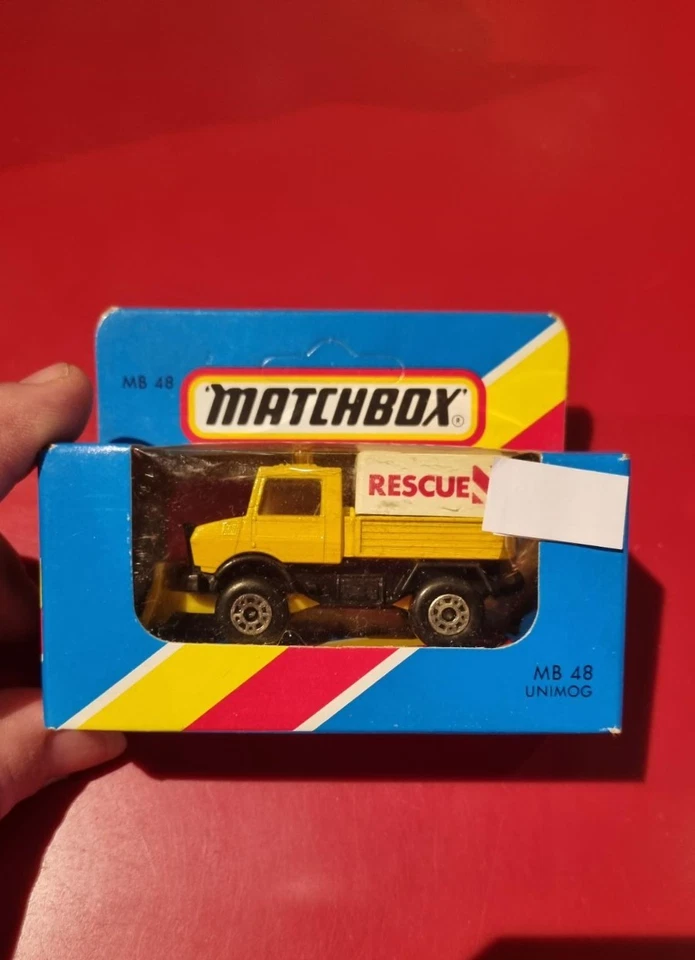 MB 48
'MATCHBOX'®
RESCUE
MB 48
UNIMOG